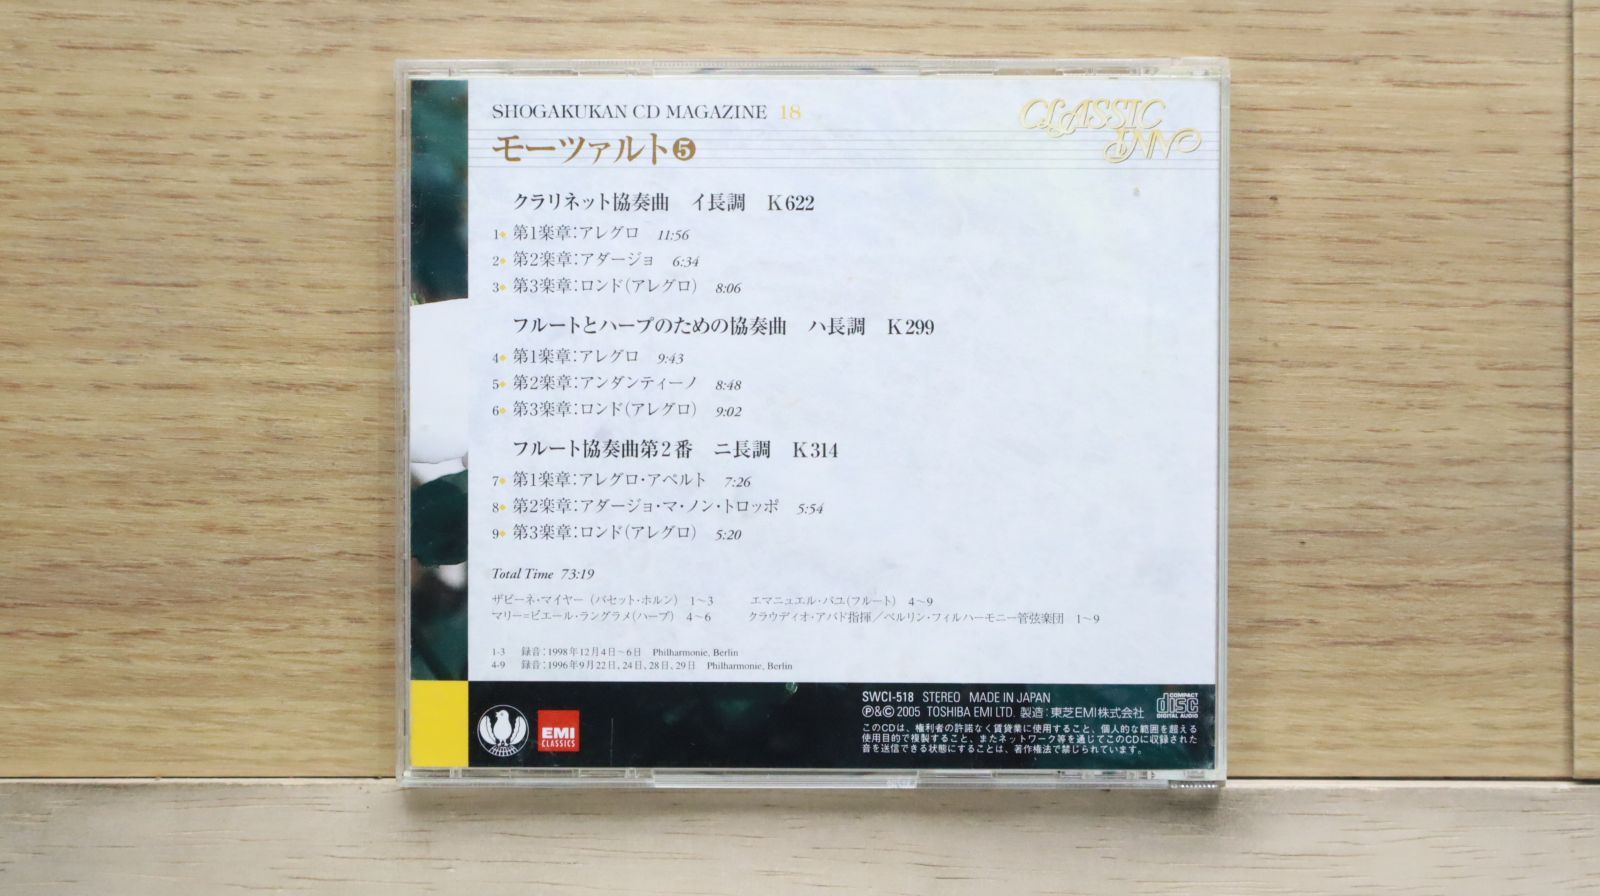 SHOGAKUKAN CD MAGAZINE 18
CLASSIC INN
モーツァルト❺
クラリネット協奏曲 イ長調 K622
1 第1楽章：アレグロ 11:56
2 第2楽章：アダージョ 6:34
3 第3楽章：ロンド（アレグロ） 8:06
フルートとハープのための協奏曲 ハ長調 K299
4 第1楽章：アレグロ 9:43
5 第2楽章：アンダンティーノ 8:48
6 第3楽章：ロンド（アレグロ） 9:02
フルート協奏曲第2番 ニ長調 K314
7 第1楽章：アレグロ・アペルト 7:26
8 第2楽章：アダージョ・マ・ノン・トロッポ 5:54
9 第3楽章：ロンド（アレグロ） 5:20
Total Time 73:19
ザビーネ・マイヤー（バセット・ホルン） 1〜3 エマニュエル・パユ（フルート） 4〜9
マリー＝ピエール・ラングラメ（ハープ） 4〜6 クラウディオ・アバド指揮／ベルリン・フィルハーモニー管弦楽団 1〜9
1-3 録音：1998年12月4日〜6日 Philharmonie, Berlin
4-9 録音：1996年9月22日、24日、28日、29日 Philharmonie, Berlin
EMI
CLASSICS
SWCI-518 STEREO MADE IN JAPAN
Ⓟ&© 2005 TOSHIBA EMI LTD. 製造：東芝EMI株式会社
COMPACT
disc
DIGITAL AUDIO
このCDは、権利者の許諾なく賃貸業に使用すること、個人的な範囲を超える
使用目的で複製すること、またネットワーク等を通じてこのCDに収録された
音を送信できる状態にすることは、著作権法で禁じられています。